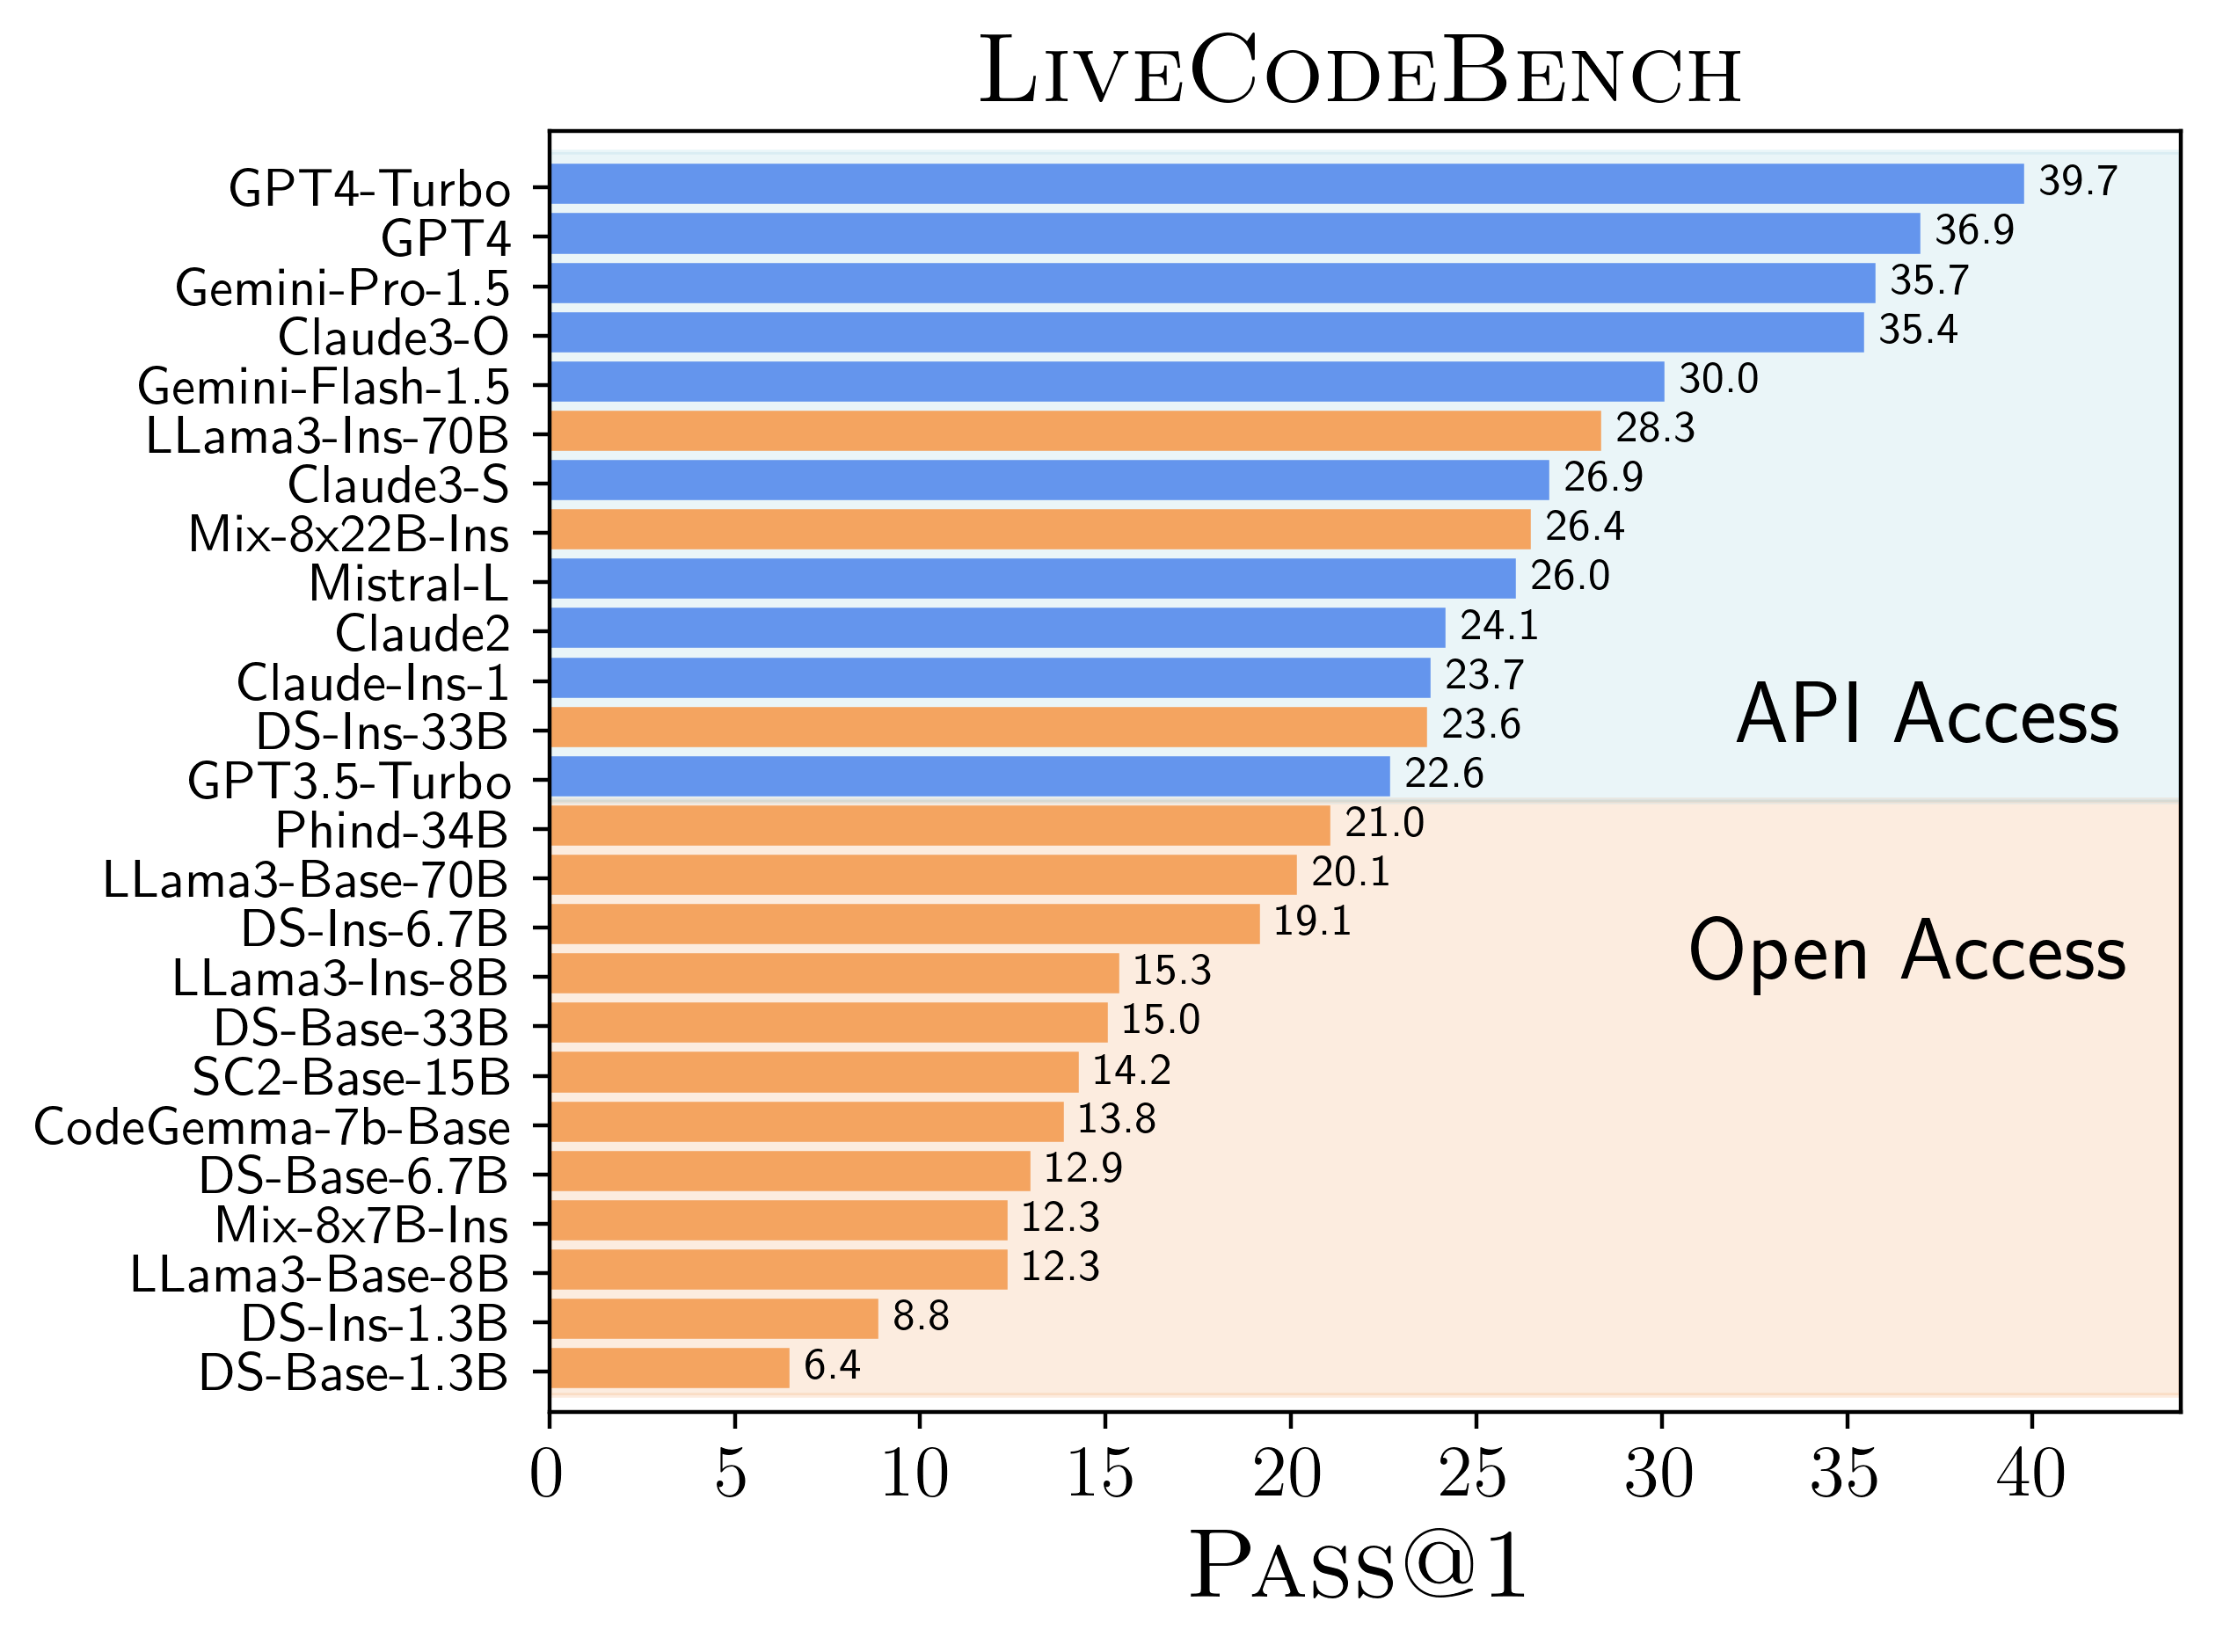 LiveCodeBench
GPT4-Turbo 39.7
GPT4 36.9
Gemini-Pro-1.5 35.7
Claude3-O 35.4
Gemini-Flash-1.5 30.0
LLama3-Ins-70B 28.3
Claude3-S 26.9
Mix-8x22B-Ins 26.4
Mistral-L 26.0
Claude2 24.1
Claude-Ins-1 23.7
DS-Ins-33B 23.6
API Access
GPT3.5-Turbo 22.6
Phind-34B 21.0
LLama3-Base-70B 20.1
DS-Ins-6.7B 19.1
Open Access
LLama3-Ins-8B 15.3
DS-Base-33B 15.0
SC2-Base-15B 14.2
CodeGemma-7b-Base 13.8
DS-Base-6.7B 12.9
Mix-8x7B-Ins 12.3
LLama3-Base-8B 12.3
DS-Ins-1.3B 8.8
DS-Base-1.3B 6.4
0 5 10 15 20 25 30 35 40
Pass@1